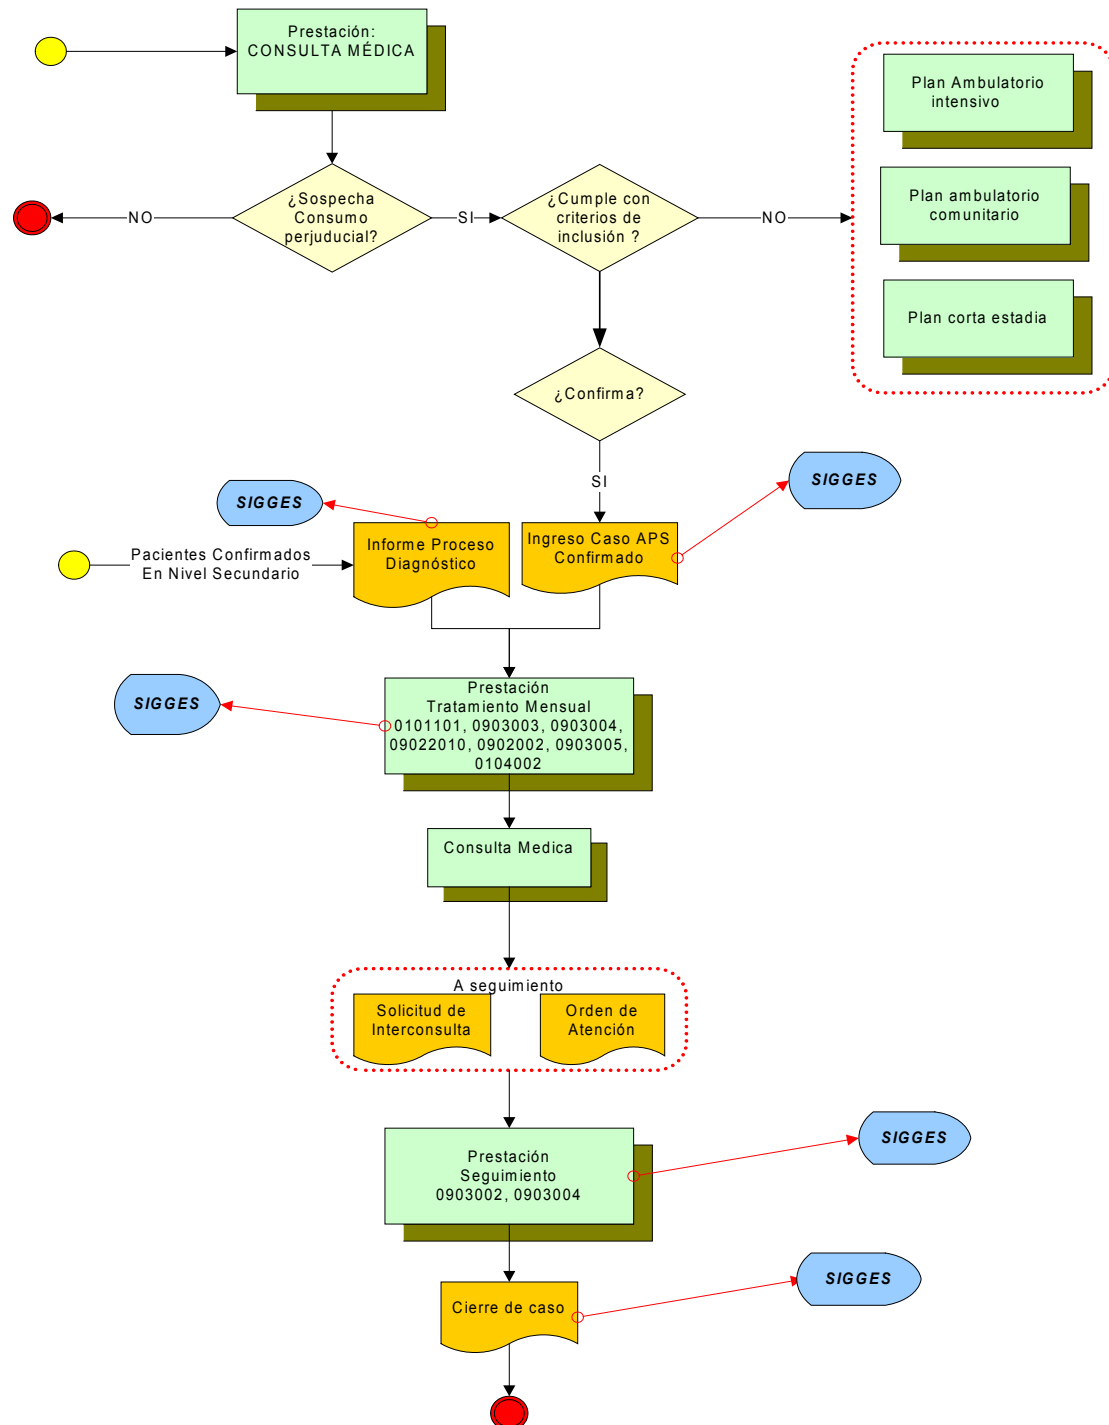 Prestación:
CONSULTA MÉDICA
Plan Ambulatorio
intensivo
Plan ambulatorio
comunitario
Plan corta estadia
¿Sospecha
Consumo
perjuducial?
NO
SI
¿Cumple con
criterios de
inclusión ?
NO
¿Confirma?
SI
SIGGES
SIGGES
Pacientes Confirmados
En Nivel Secundario
Informe Proceso
Diagnóstico
Ingreso Caso APS
Confirmado
SIGGES
Prestación
Tratamiento Mensual
0101101, 0903003, 0903004,
09022010, 0902002, 0903005,
0104002
Consulta Medica
A seguimiento
Solicitud de
Interconsulta
Orden de
Atención
Prestación
Seguimiento
0903002, 0903004
SIGGES
Cierre de caso
SIGGES